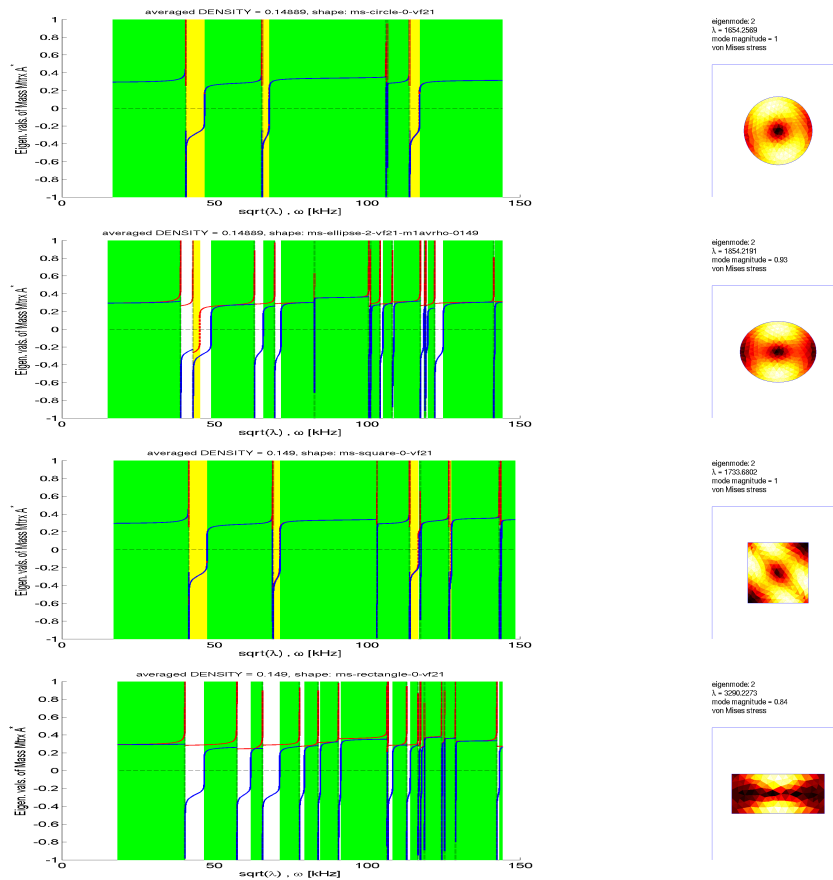 averaged DENSITY = 0.14889, shape: ms-circle-0-vf21
Eigen. vals. of Mass Mtrx A*
1
0.8
0.6
0.4
0.2
0
-0.2
-0.4
-0.6
-0.8
-1
0 50 100 150
sqrt(λ) , ω [kHz]
eigenmode: 2
λ = 1654.2569
mode magnitude = 1
von Mises stress
averaged DENSITY = 0.14889, shape: ms-ellipse-2-vf21-m1avrho-0149
Eigen. vals. of Mass Mtrx A*
1
0.8
0.6
0.4
0.2
0
-0.2
-0.4
-0.6
-0.8
-1
0 50 100 150
sqrt(λ) , ω [kHz]
eigenmode: 2
λ = 1854.2191
mode magnitude = 0.93
von Mises stress
averaged DENSITY = 0.149, shape: ms-square-0-vf21
Eigen. vals. of Mass Mtrx A*
1
0.8
0.6
0.4
0.2
0
-0.2
-0.4
-0.6
-0.8
-1
0 50 100 150
sqrt(λ) , ω [kHz]
eigenmode: 2
λ = 1733.6802
mode magnitude = 1
von Mises stress
averaged DENSITY = 0.149, shape: ms-rectangle-0-vf21
Eigen. vals. of Mass Mtrx A*
1
0.8
0.6
0.4
0.2
0
-0.2
-0.4
-0.6
-0.8
-1
0 50 100 150
sqrt(λ) , ω [kHz]
eigenmode: 2
λ = 3290.2273
mode magnitude = 0.84
von Mises stress